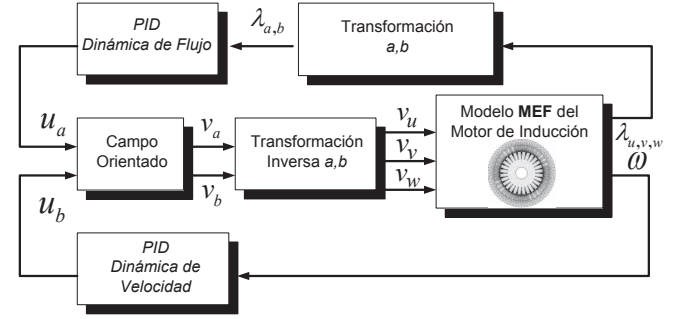 PID
Dinámica de Flujo
λa,b
Transformación
a,b
ua
Campo
Orientado
va
vb
Transformación
Inversa a,b
vu
vv
vw
Modelo MEF del
Motor de Inducción
λu,v,w
ω
ub
PID
Dinámica de
Velocidad